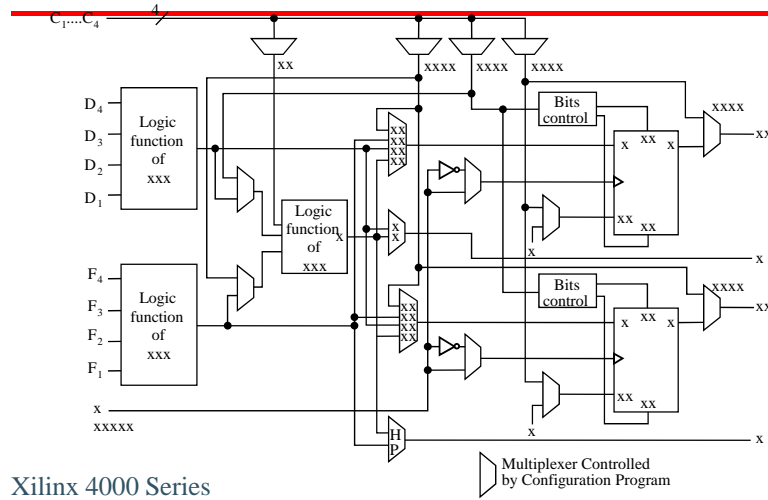 C1....C4 4
xx xxxx xxxx xxxx
D4
D3
D2
D1
Logic
function
of
xxx
xx
xx
xx
xx
Bits
control
xxxx
x xx x
xx
xx
xx
Logic
function
of
xxx
x
x
x
x
x
F4
F3
F2
F1
Logic
function
of
xxx
xx
xx
xx
xx
Bits
control
xxxx
x xx x
xx
xx
xx
x
x
xxxxx
H
P
x
Multiplexer Controlled
by Configuration Program
Xilinx 4000 Series